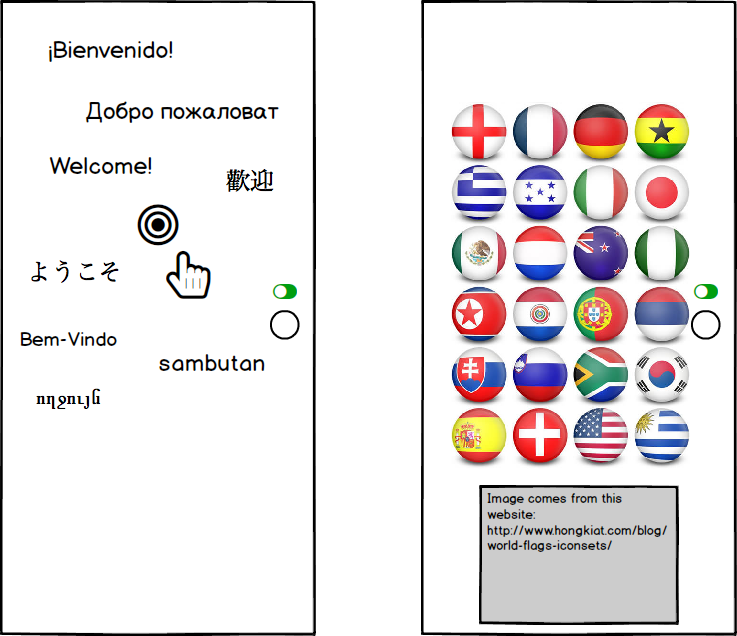 ¡Bienvenido!
Добро пожаловат
Welcome!
歡迎
ようこそ
Bem-Vindo
sambutan
ողջույն
Image comes from this
website:
http://www.hongkiat.com/blog/
world-flags-iconsets/